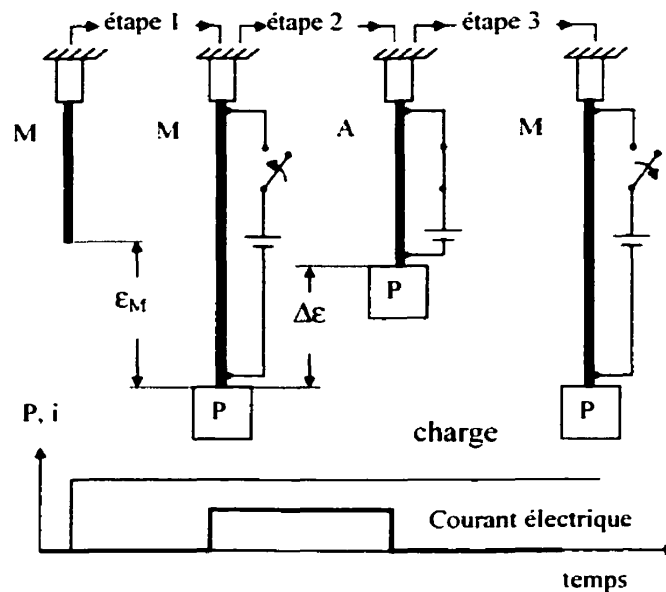 étape 1 étape 2 étape 3
M M A M
ε_M Δε P
P P
P, i charge
Courant électrique
temps